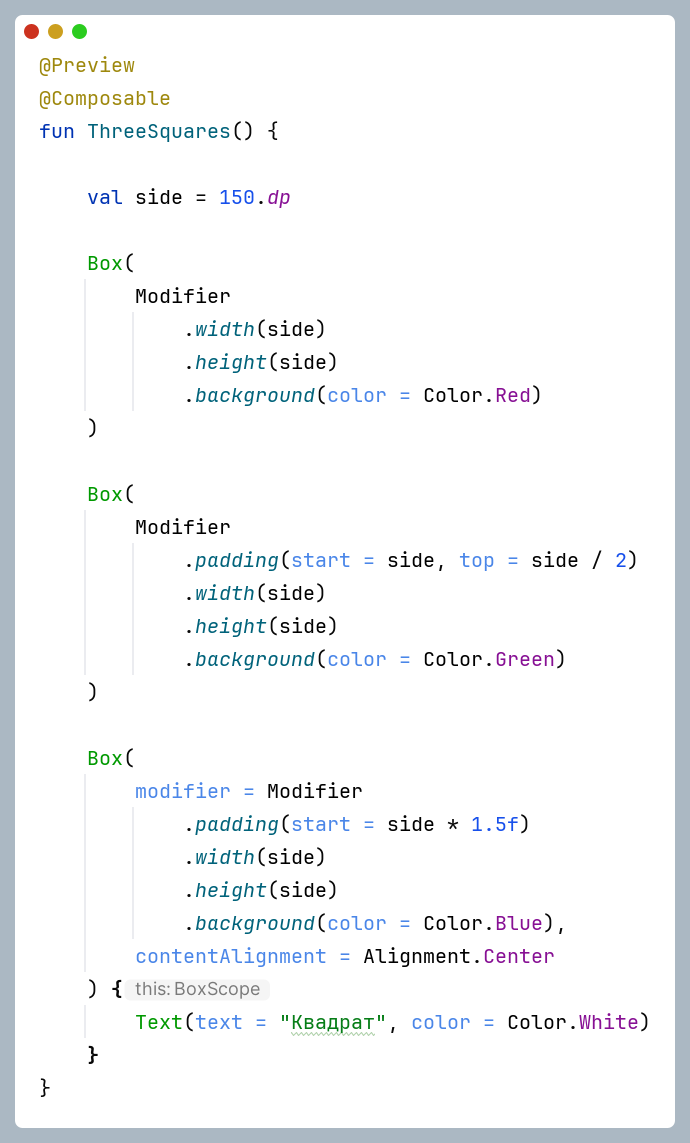 @Preview
@Composable
fun ThreeSquares() {
val side = 150.dp
Box(
Modifier
.width(side)
.height(side)
.background(color = Color.Red)
)
Box(
Modifier
.padding(start = side, top = side / 2)
.width(side)
.height(side)
.background(color = Color.Green)
)
Box(
modifier = Modifier
.padding(start = side * 1.5f)
.width(side)
.height(side)
.background(color = Color.Blue),
contentAlignment = Alignment.Center
) { this: BoxScope
Text(text = "Квадрат", color = Color.White)
}
}